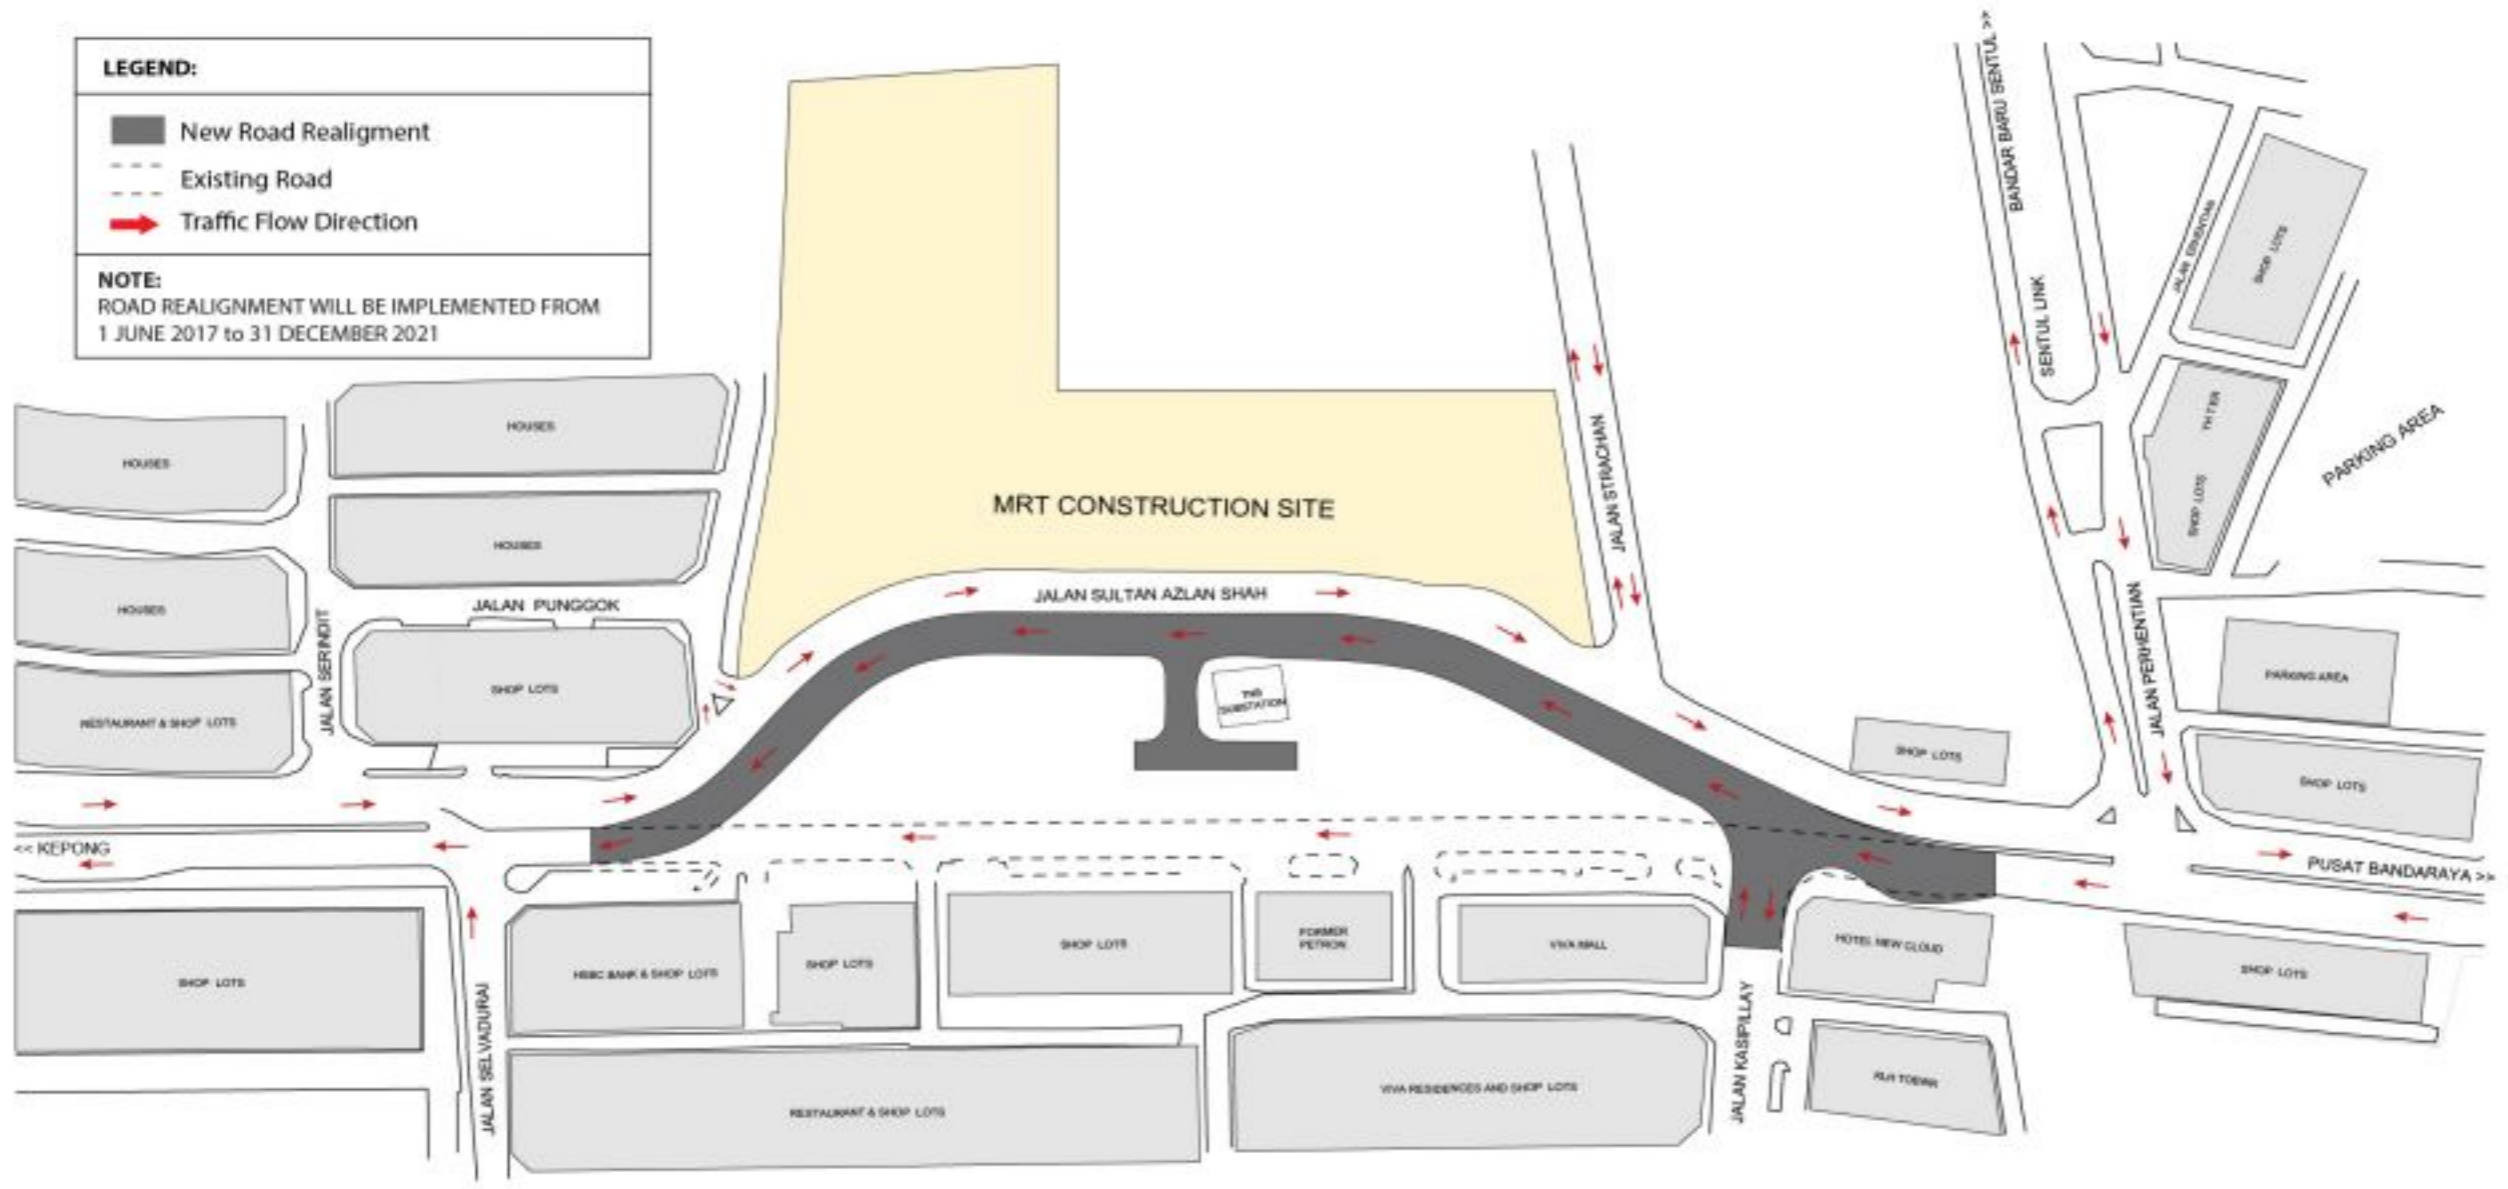 LEGEND:
New Road Realigment
Existing Road
Traffic Flow Direction
NOTE:
ROAD REALIGNMENT WILL BE IMPLEMENTED FROM
1 JUNE 2017 to 31 DECEMBER 2021
BANDAR BARU SENTUL >>
SENTUL LINK
SHOP LOTS
SHOP LOTS
PARKING AREA
HOUSES
HOUSES
HOUSES
HOUSES
MRT CONSTRUCTION SITE
JALAN STRACHAN
JALAN SULTAN AZLAN SHAH
JALAN PUNGGOK
JALAN SERINDIT
SHOP LOTS
RESTAURANT & SHOP LOTS
TNB
SUBSTATION
JALAN PERHENTIAN
PARKING AREA
SHOP LOTS
SHOP LOTS
<< KEPONG
PUSAT BANDARAYA >>
SHOP LOTS
HSBC BANK & SHOP LOTS
SHOP LOTS
SHOP LOTS
FORMER
PETRON
VIVA MALL
HOTEL NEW CLOUD
SHOP LOTS
JALAN SELVADURAI
RESTAURANT & SHOP LOTS
VIVA RESIDENCES AND SHOP LOTS
JALAN KASIPILLAY